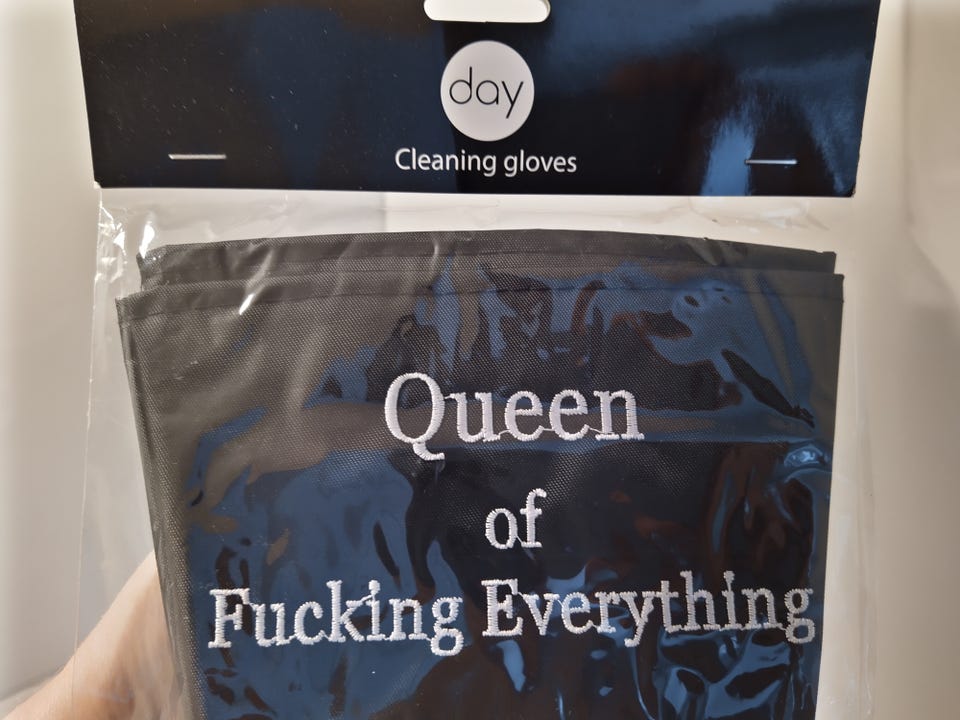 day
Cleaning gloves
Queen
of
Fucking Everything